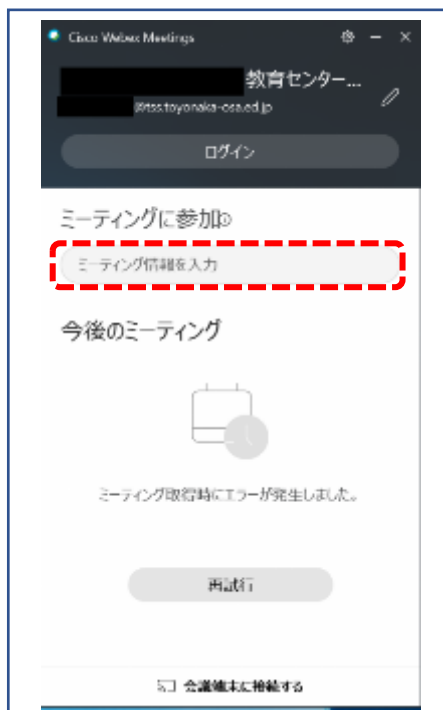 Cisco Webex Meetings
教育センター...
@tss.toyonaka-osa.ed.jp
ログイン
ミーティングに参加
ミーティング情報を入力
今後のミーティング
ミーティング取得時にエラーが発生しました。
再試行
会議端末に接続する